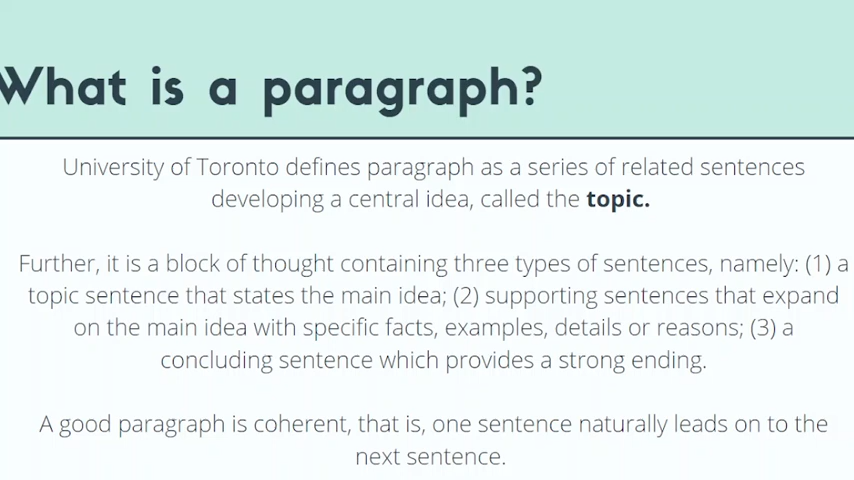 What is a paragraph?
University of Toronto defines paragraph as a series of related sentences
developing a central idea, called the topic.
Further, it is a block of thought containing three types of sentences, namely: (1) a
topic sentence that states the main idea; (2) supporting sentences that expand
on the main idea with specific facts, examples, details or reasons; (3) a
concluding sentence which provides a strong ending.
A good paragraph is coherent, that is, one sentence naturally leads on to the
next sentence.